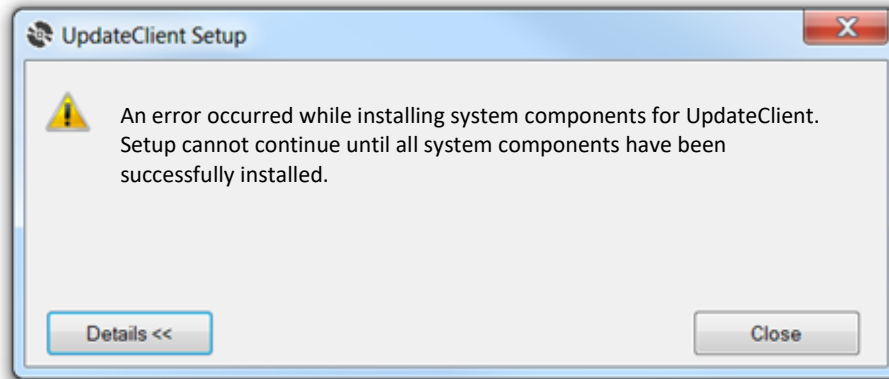 UpdateClient Setup
An error occurred while installing system components for UpdateClient.
Setup cannot continue until all system components have been
successfully installed.
Details <<
Close